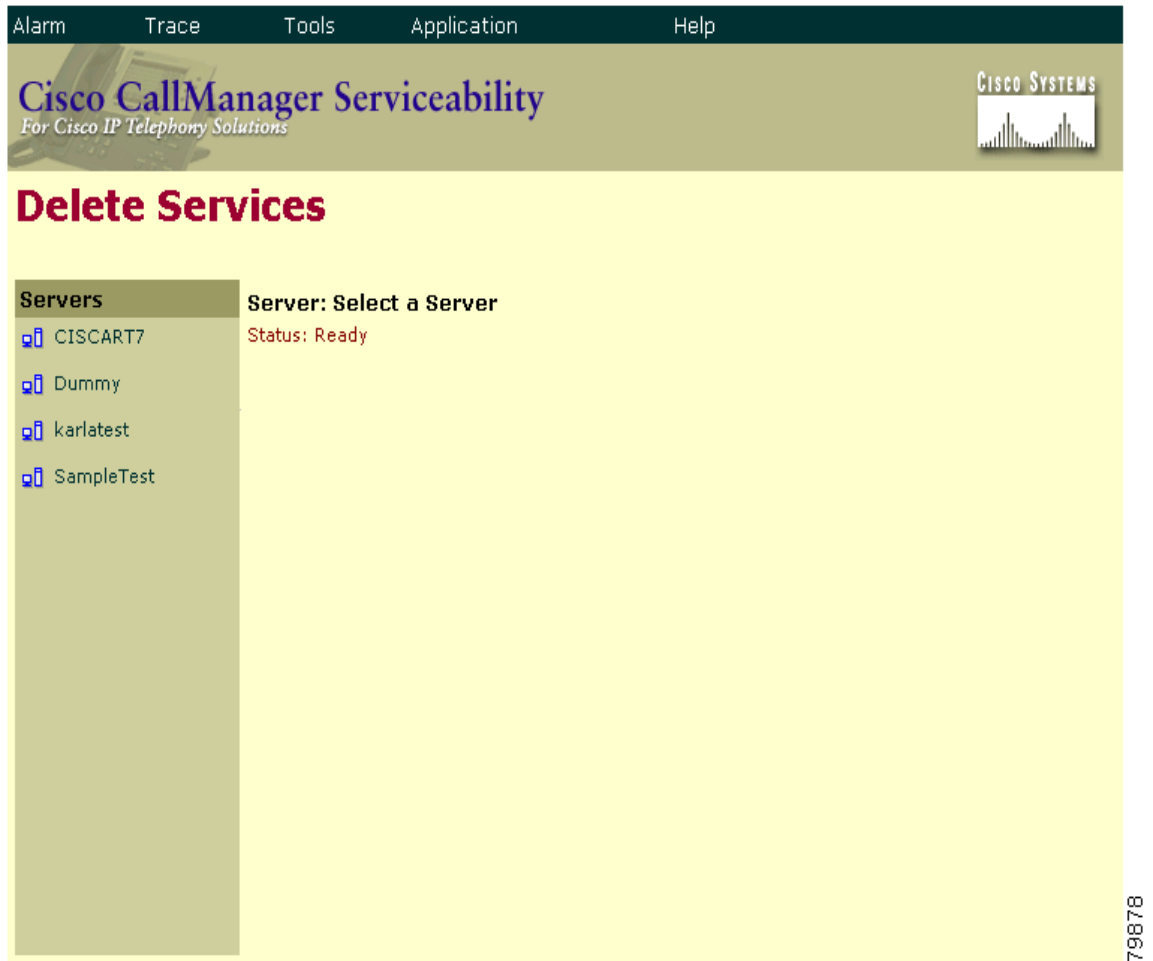 Alarm Trace Tools Application Help
Cisco CallManager Serviceability
For Cisco IP Telephony Solutions
CISCO SYSTEMS
Delete Services
Servers
CISCART7
Dummy
karlatest
SampleTest
Server: Select a Server
Status: Ready
79878